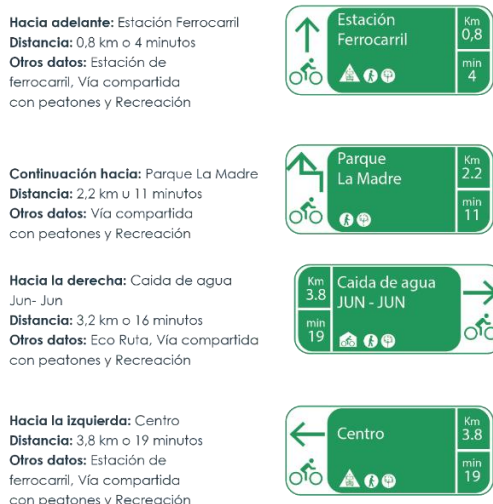 Hacia adelante: Estación Ferrocarril
Distancia: 0,8 km o 4 minutos
Otros datos: Estación de
ferrocarril, Vía compartida
con peatones y Recreación
Estación
Ferrocarril
Km
0,8
min
4
Continuación hacia: Parque La Madre
Distancia: 2,2 km u 11 minutos
Otros datos: Vía compartida
con peatones y Recreación
Parque
La Madre
Km
2.2
min
11
Hacia la derecha: Caida de agua
Jun- Jun
Distancia: 3,2 km o 16 minutos
Otros datos: Eco Ruta, Vía compartida
con peatones y Recreación
Km
3.8
min
19
Caida de agua
JUN - JUN
Hacia la izquierda: Centro
Distancia: 3,8 km o 19 minutos
Otros datos: Estación de
ferrocarril, Vía compartida
con peatones y Recreación
Centro
Km
3.8
min
19